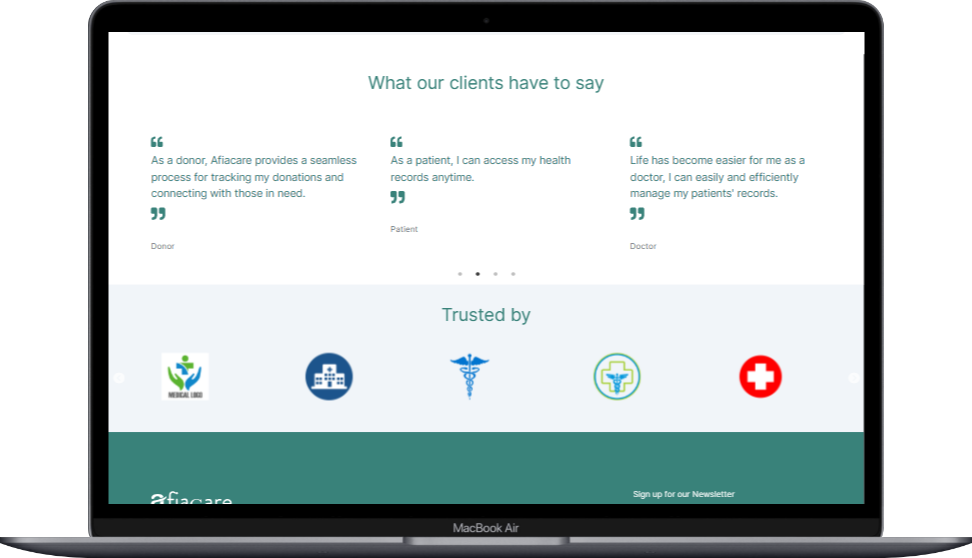 What our clients have to say
“
As a donor, Afiacare provides a seamless
process for tracking my donations and
connecting with those in need.
”
Donor
“
As a patient, I can access my health
records anytime.
”
Patient
“
Life has become easier for me as a
doctor, I can easily and efficiently
manage my patients' records.
”
Doctor
Trusted by
MEDICAL LOGO
afiacare
Sign up for our Newsletter
MacBook Air